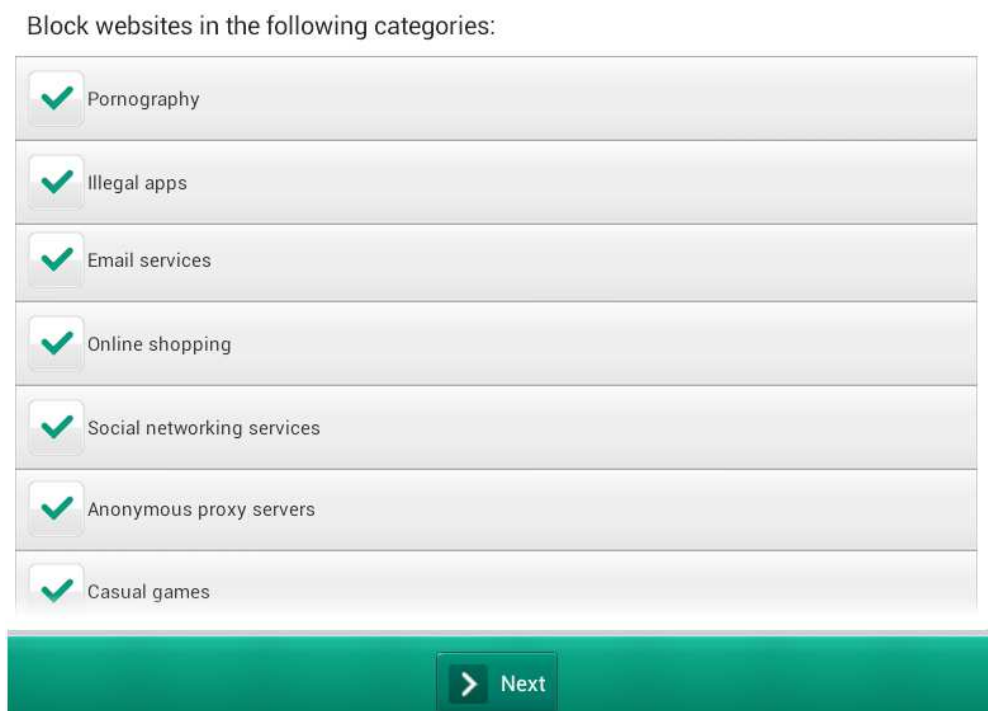 Block websites in the following categories:
Pornography
Illegal apps
Email services
Online shopping
Social networking services
Anonymous proxy servers
Casual games
Next